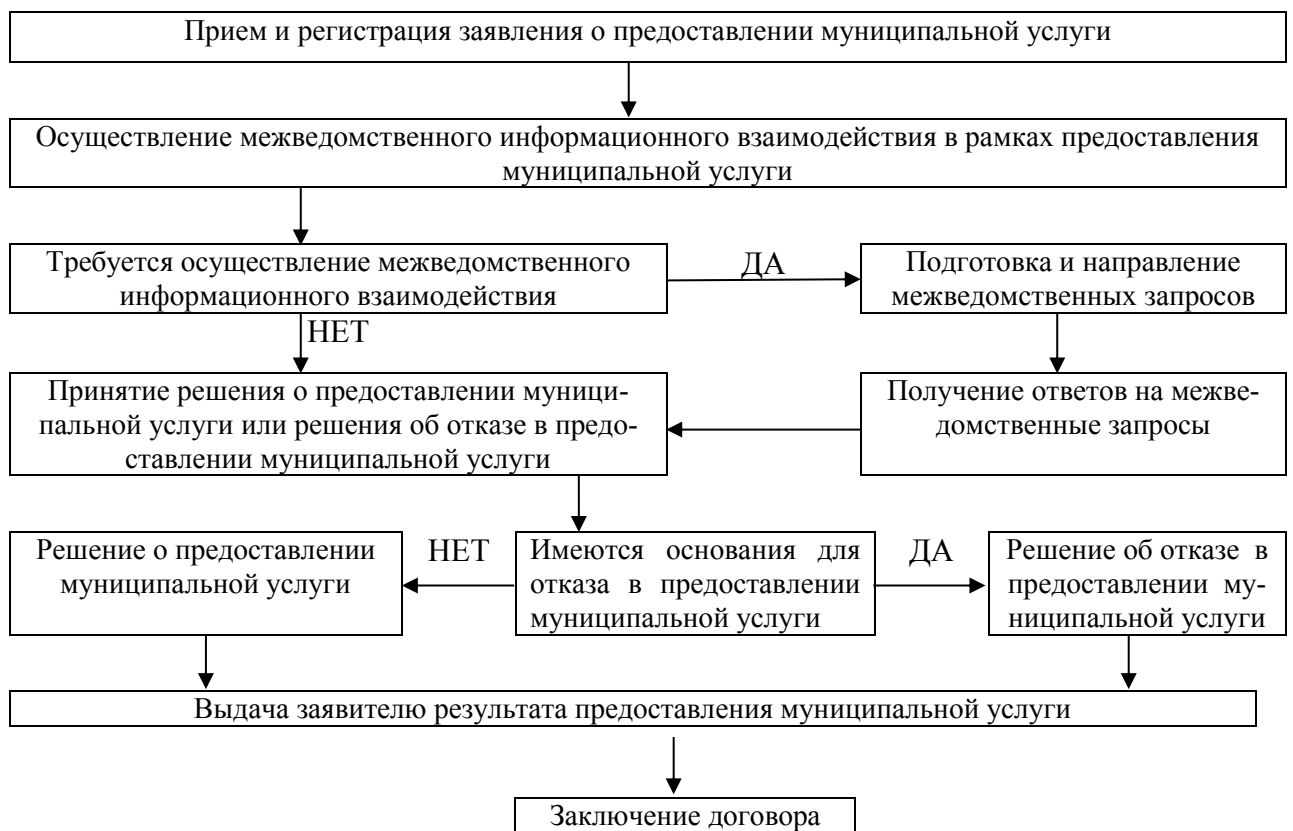 Прием и регистрация заявления о предоставлении муниципальной услуги
Осуществление межведомственного информационного взаимодействия в рамках предоставления
муниципальной услуги
Требуется осуществление межведомственного
информационного взаимодействия
ДА
Подготовка и направление
межведомственных запросов
НЕТ
Принятие решения о предоставлении муници-
пальной услуги или решения об отказе в предо-
ставлении муниципальной услуги
Получение ответов на межве-
домственные запросы
Решение о предоставлении
муниципальной услуги
НЕТ
Имеются основания для
отказа в предоставлении
муниципальной услуги
ДА
Решение об отказе в
предоставлении му-
ниципальной услуги
Выдача заявителю результата предоставления муниципальной услуги
Заключение договора